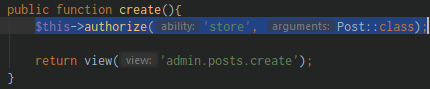 public function create(){
$this->authorize( ability: 'store', arguments: Post::class);
return view( view: 'admin.posts.create');
}